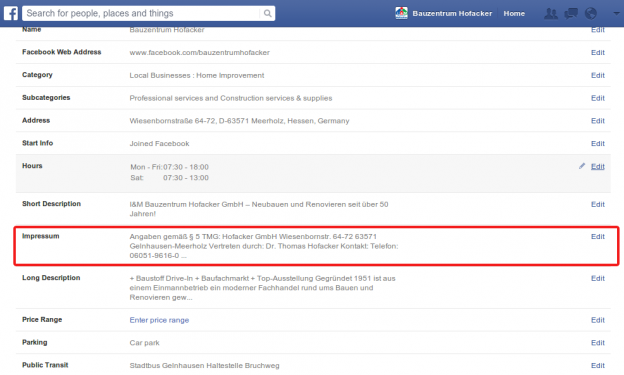 Search for people, places and things
Bauzentrum Hofacker Home
Name Bauzentrum Hofacker Edit
Facebook Web Address www.facebook.com/bauzentrumhofacker Edit
Category Local Businesses : Home Improvement Edit
Subcategories Professional services and Construction services & supplies Edit
Address Wiesenbornstraße 64-72, D-63571 Meerholz, Hessen, Germany Edit
Start Info Joined Facebook Edit
Hours Mon - Fri: 07:30 - 18:00 Edit
Sat: 07:30 - 13:00
Short Description I&M Bauzentrum Hofacker GmbH – Neubauen und Renovieren seit über 50 Edit
Jahren!
Impressum Angaben gemäß § 5 TMG: Hofacker GmbH Wiesenbornstr. 64-72 63571 Edit
Gelnhausen-Meerholz Vertreten durch: Dr. Thomas Hofacker Kontakt: Telefon:
06051-9616-0 ...
Long Description + Baustoff Drive-In + Baufachmarkt + Top-Ausstellung Gegründet 1951 ist aus Edit
einem Einmannbetrieb ein moderner Fachhandel rund ums Bauen und
Renovieren gew...
Price Range Enter price range Edit
Parking Car park Edit
Public Transit Stadtbus Gelnhausen Haltestelle Bruchweg Edit